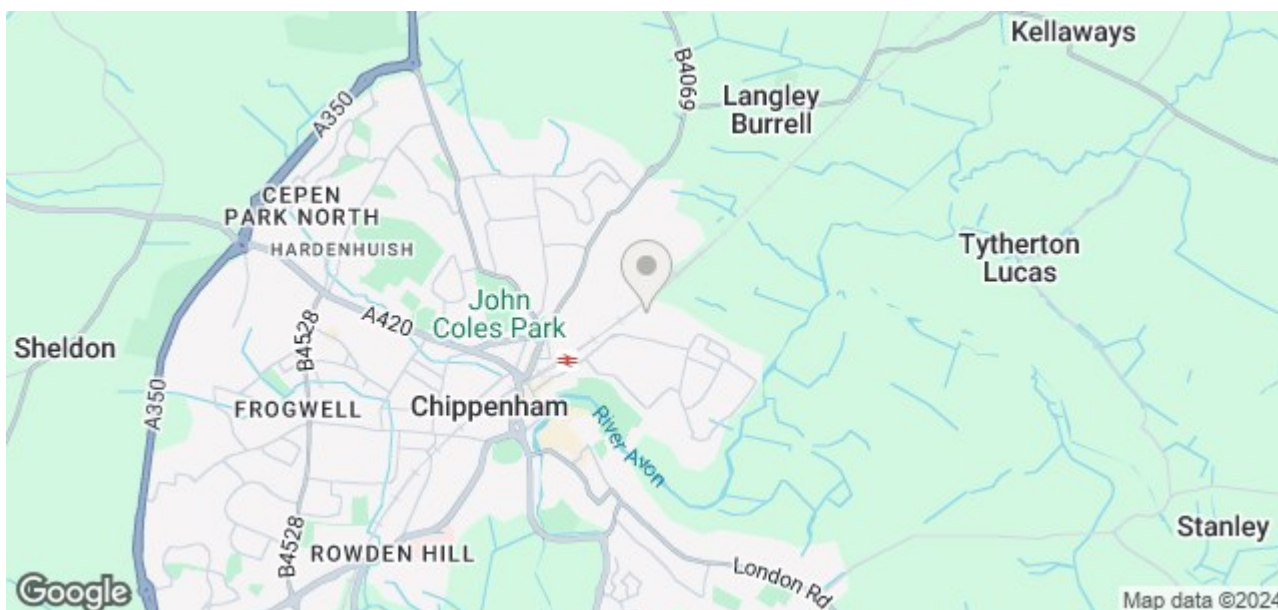 Kellaways
B4069
Langley
Burrell
A350
CEPEN
PARK NORTH
HARDENHUISH
Tytherton
Lucas
John
Coles Park
A420
B4528
Sheldon
A350
FROGWELL
Chippenham
River Avon
Stanley
B4528
ROWDEN HILL
London Rd
Google
Map data ©2024